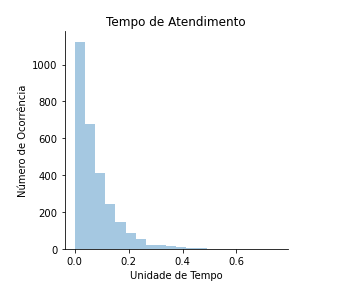 Tempo de Atendimento
1000
800
600
400
200
0
Número de Ocorrência
0.0 0.2 0.4 0.6
Unidade de Tempo